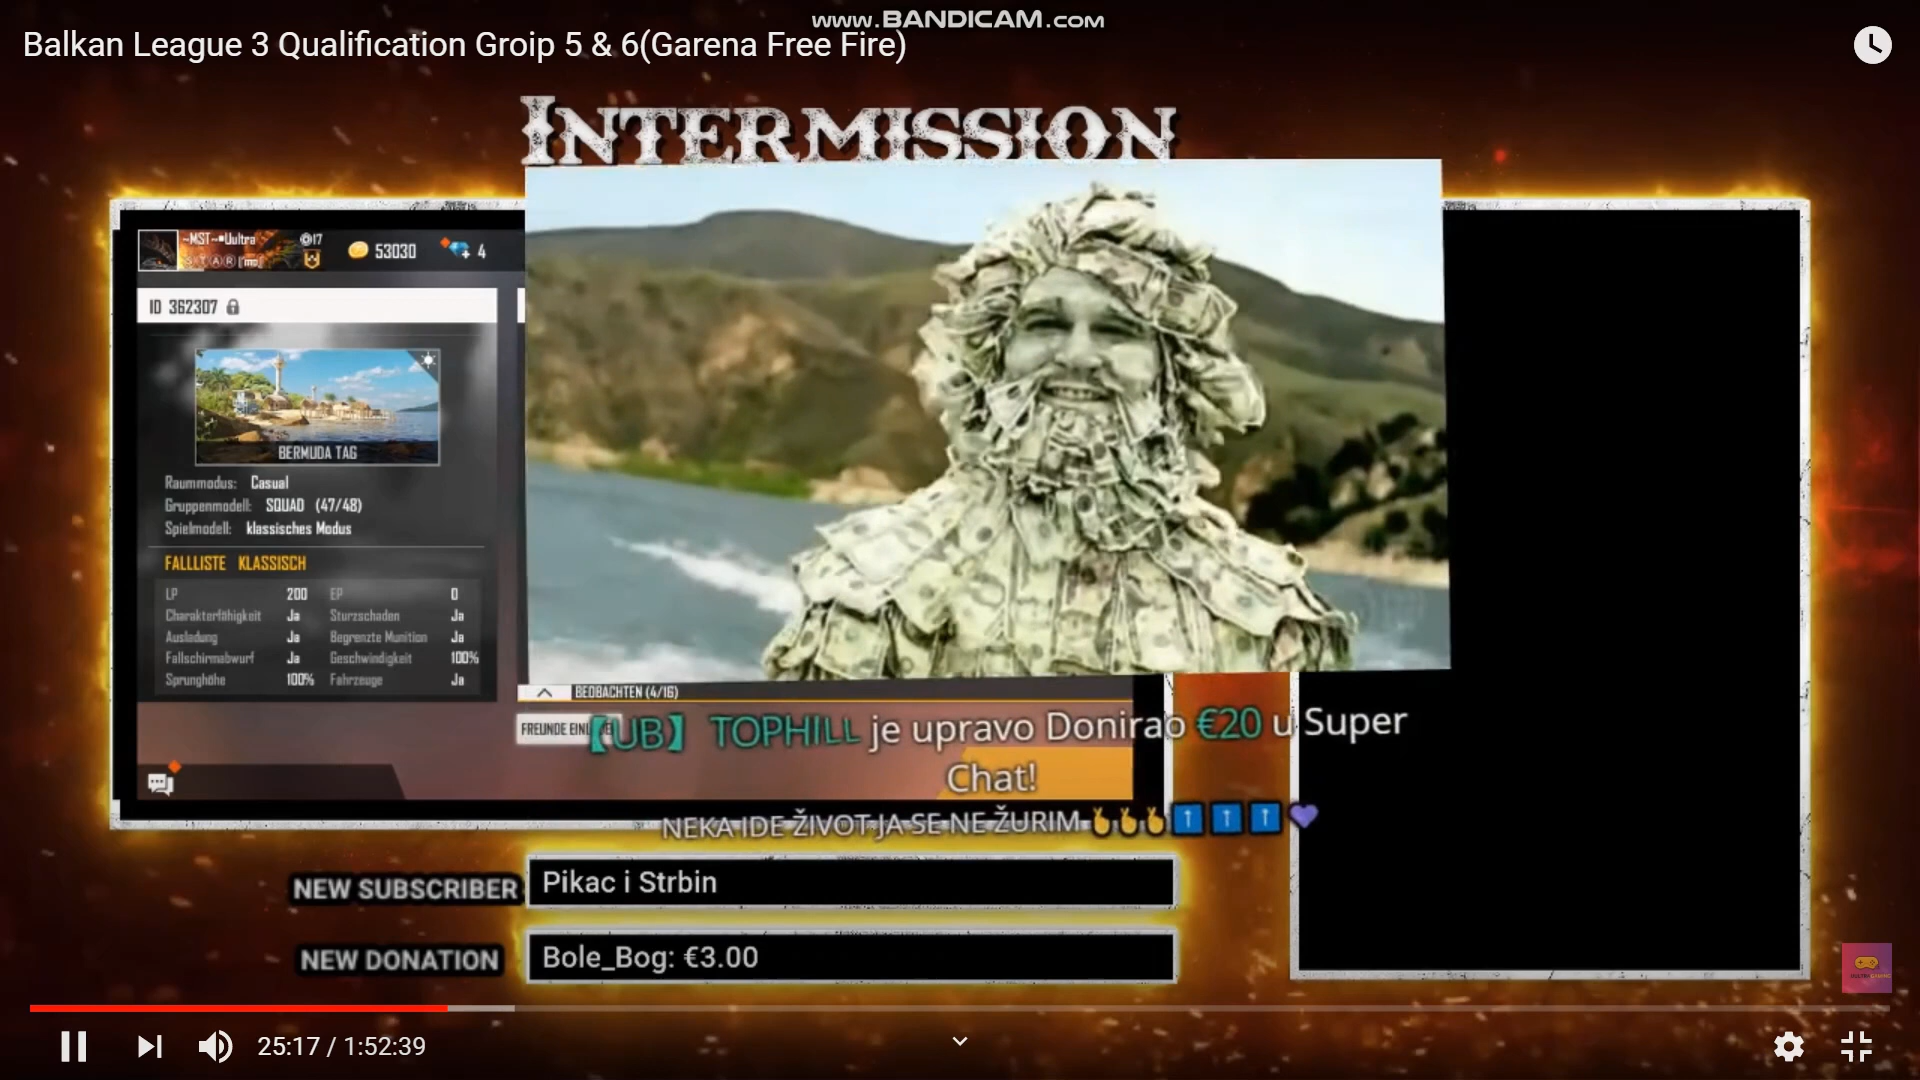 www.BANDICAM.com
Balkan League 3 Qualification Groip 5 & 6(Garena Free Fire)
INTERMISSION
~MST~•Uultra
17
53030
4
STAR
ID 362307
BERMUDA TAG
Raummodus: Casual
Gruppenmodell: SQUAD (47/48)
Spielmodell: klassisches Modus
FALLLISTE KLASSISCH
LP 200 EP 0
Charakterfähigkeit Ja Sturzschaden Ja
Ausladung Ja Begrenzte Munition Ja
Fallschirmabwurf Ja Geschwindigkeit 100%
Sprunghöhe 100% Fahrzeuge Ja
BEOBACHTEN (4/16)
FREUNDE
【UB】 TOPHILL je upravo Donirao €20 u Super
Chat!
NEKA IDE ŽIVOT JA SE NE ŽURIM 🤞🤞🤞⬆️⬆️⬆️💜
NEW SUBSCRIBER Pikac i Strbin
NEW DONATION Bole_Bog: €3.00
25:17 / 1:52:39